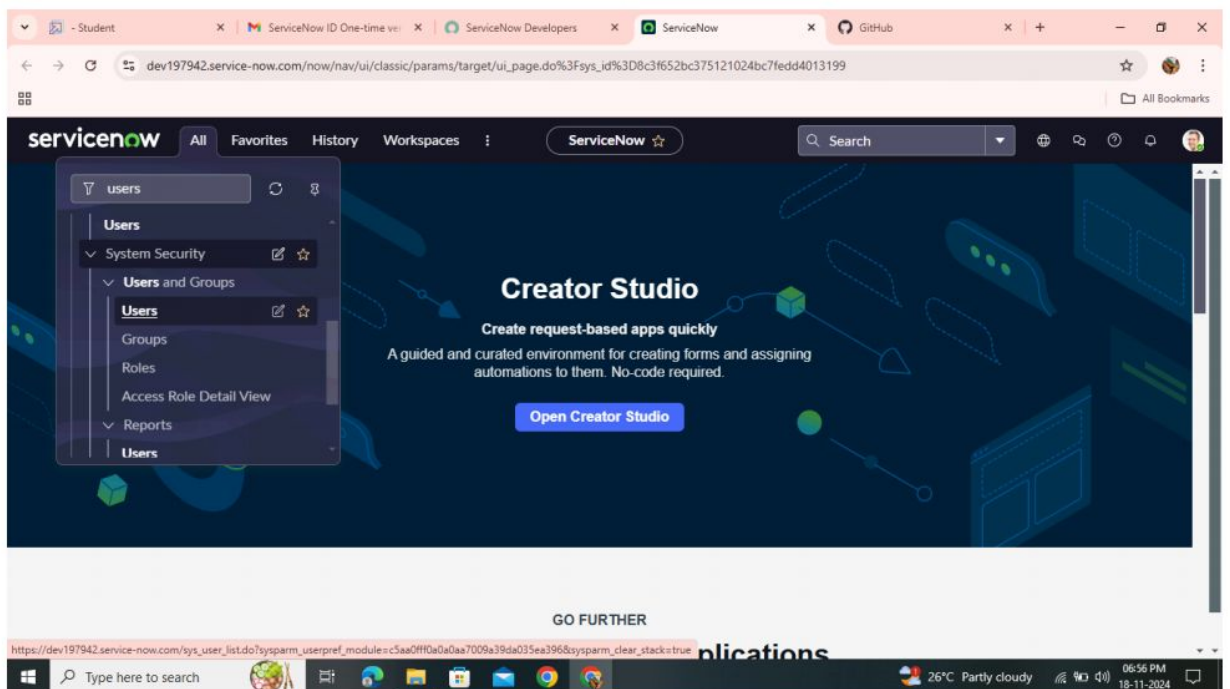 - Student
ServiceNow ID One-time ver
ServiceNow Developers
ServiceNow
GitHub
dev197942.service-now.com/now/nav/ui/classic/params/target/ui_page.do%3Fsys_id%3D8c3f652bc375121024bc7fedd4013199
All Bookmarks
servicenow All Favorites History Workspaces ServiceNow Search
users
Users
System Security
Users and Groups
Users
Groups
Roles
Access Role Detail View
Reports
Users
Creator Studio
Create request-based apps quickly
A guided and curated environment for creating forms and assigning
automations to them. No-code required.
Open Creator Studio
GO FURTHER
plications
https://dev197942.service-now.com/sys_user_list.do?sysparm_userpref_module=c5aa0fff0a0a0aa7009a39da035ea396&sysparm_clear_stack=true
Type here to search
26°C Partly cloudy
06:56 PM
18-11-2024